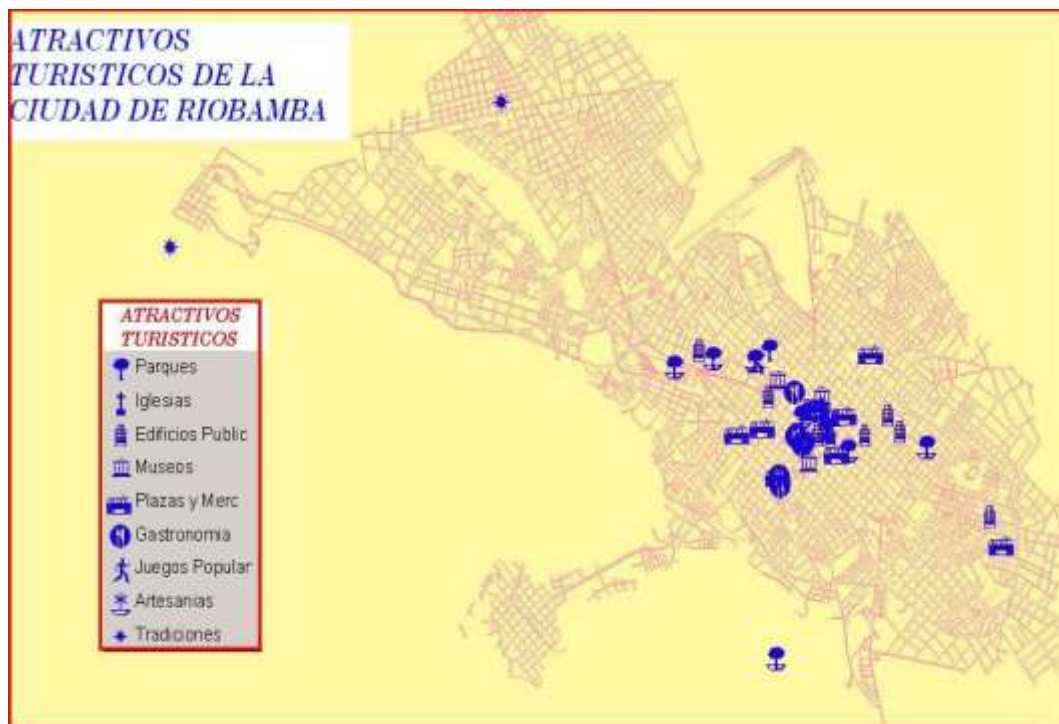 ATRACTIVOS
TURISTICOS DE LA
CIUDAD DE RIOBAMBA
ATRACTIVOS
TURISTICOS
Parques
Iglesias
Edificios Public
Museos
Plazas y Merc
Gastronomia
Juegos Popular
Artesanias
Tradiciones